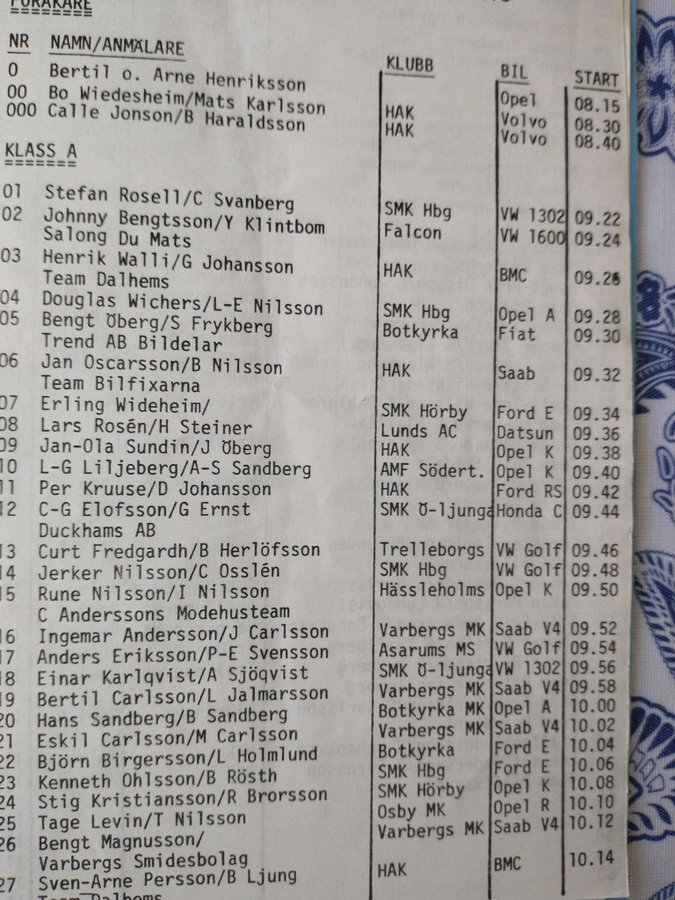 FÖRÅKARE
NR NAMN/ANMÄLARE KLUBB BIL START
0 Bertil o. Arne Henriksson Opel 08.15
00 Bo Wiedesheim/Mats Karlsson HAK Volvo 08.30
000 Calle Jonson/B Haraldsson HAK Volvo 08.40
KLASS A
01 Stefan Rosell/C Svanberg SMK Hbg VW 1302 09.22
02 Johnny Bengtsson/Y Klintbom Falcon VW 1600 09.24
Salong Du Mats
03 Henrik Walli/G Johansson HAK BMC 09.26
Team Dalhems
04 Douglas Wichers/L-E Nilsson SMK Hbg Opel A 09.28
05 Bengt Öberg/S Frykberg Botkyrka Fiat 09.30
Trend AB Bildelar
06 Jan Oscarsson/B Nilsson HAK Saab 09.32
Team Bilfixarna
07 Erling Wideheim/ SMK Hörby Ford E 09.34
08 Lars Rosén/H Steiner Lunds AC Datsun 09.36
09 Jan-Ola Sundin/J Öberg HAK Opel K 09.38
10 L-G Liljeberg/A-S Sandberg AMF Södert. Opel K 09.40
11 Per Kruuse/D Johansson HAK Ford RS 09.42
12 C-G Elofsson/G Ernst SMK Ö-ljunga Honda C 09.44
Duckhams AB
13 Curt Fredgardh/B Herlöfsson Trelleborgs VW Golf 09.46
14 Jerker Nilsson/C Osslén SMK Hbg VW Golf 09.48
15 Rune Nilsson/I Nilsson Hässleholms Opel K 09.50
C Anderssons Modehusteam
16 Ingemar Andersson/J Carlsson Varbergs MK Saab V4 09.52
17 Anders Eriksson/P-E Svensson Asarums MS VW Golf 09.54
18 Einar Karlqvist/A Sjöqvist SMK Ö-ljunga VW 1302 09.56
19 Bertil Carlsson/L Jalmarsson Varbergs MK Saab V4 09.58
20 Hans Sandberg/B Sandberg Botkyrka MK Opel A 10.00
21 Eskil Carlsson/M Carlsson Varbergs MK Saab V4 10.02
22 Björn Birgersson/L Holmlund Botkyrka Ford E 10.04
23 Kenneth Ohlsson/B Rösth SMK Hbg Ford E 10.06
24 Stig Kristiansson/R Brorsson SMK Hörby Opel K 10.08
25 Tage Levin/T Nilsson Osby MK Opel R 10.10
26 Bengt Magnusson/ Varbergs MK Saab V4 10.12
Varbergs Smidesbolag
27 Sven-Arne Persson/B Ljung HAK BMC 10.14
Team Dalhems